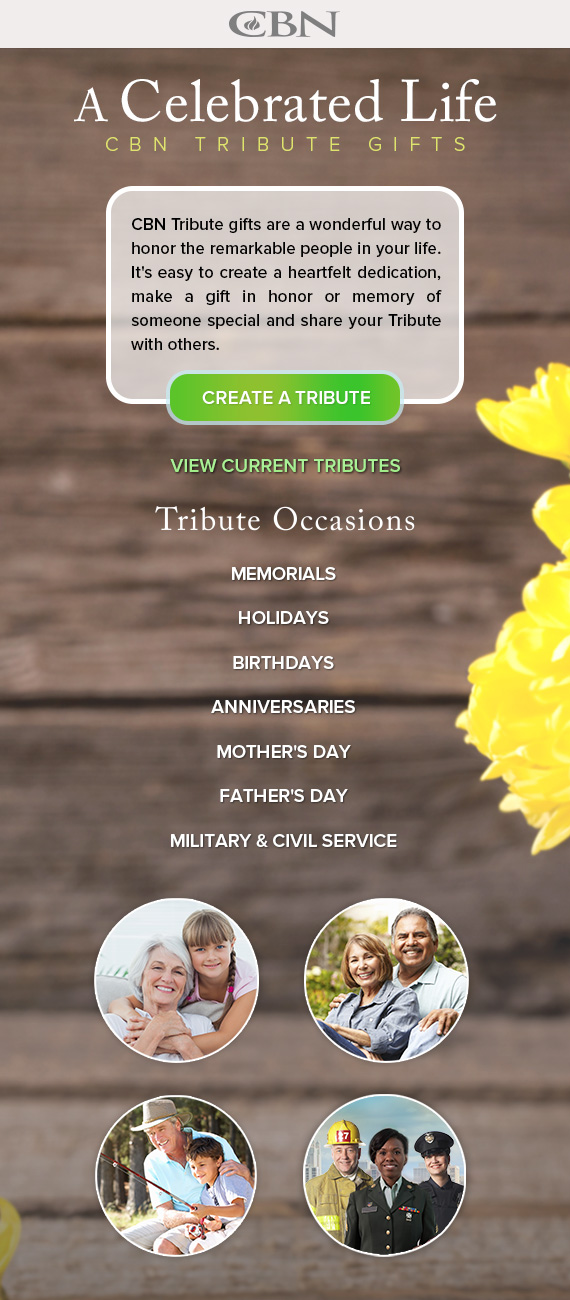 CBN
A Celebrated Life
CBN TRIBUTE GIFTS
CBN Tribute gifts are a wonderful way to
honor the remarkable people in your life.
It's easy to create a heartfelt dedication,
make a gift in honor or memory of
someone special and share your Tribute
with others.
CREATE A TRIBUTE
VIEW CURRENT TRIBUTES
Tribute Occasions
MEMORIALS
HOLIDAYS
BIRTHDAYS
ANNIVERSARIES
MOTHER'S DAY
FATHER'S DAY
MILITARY & CIVIL SERVICE